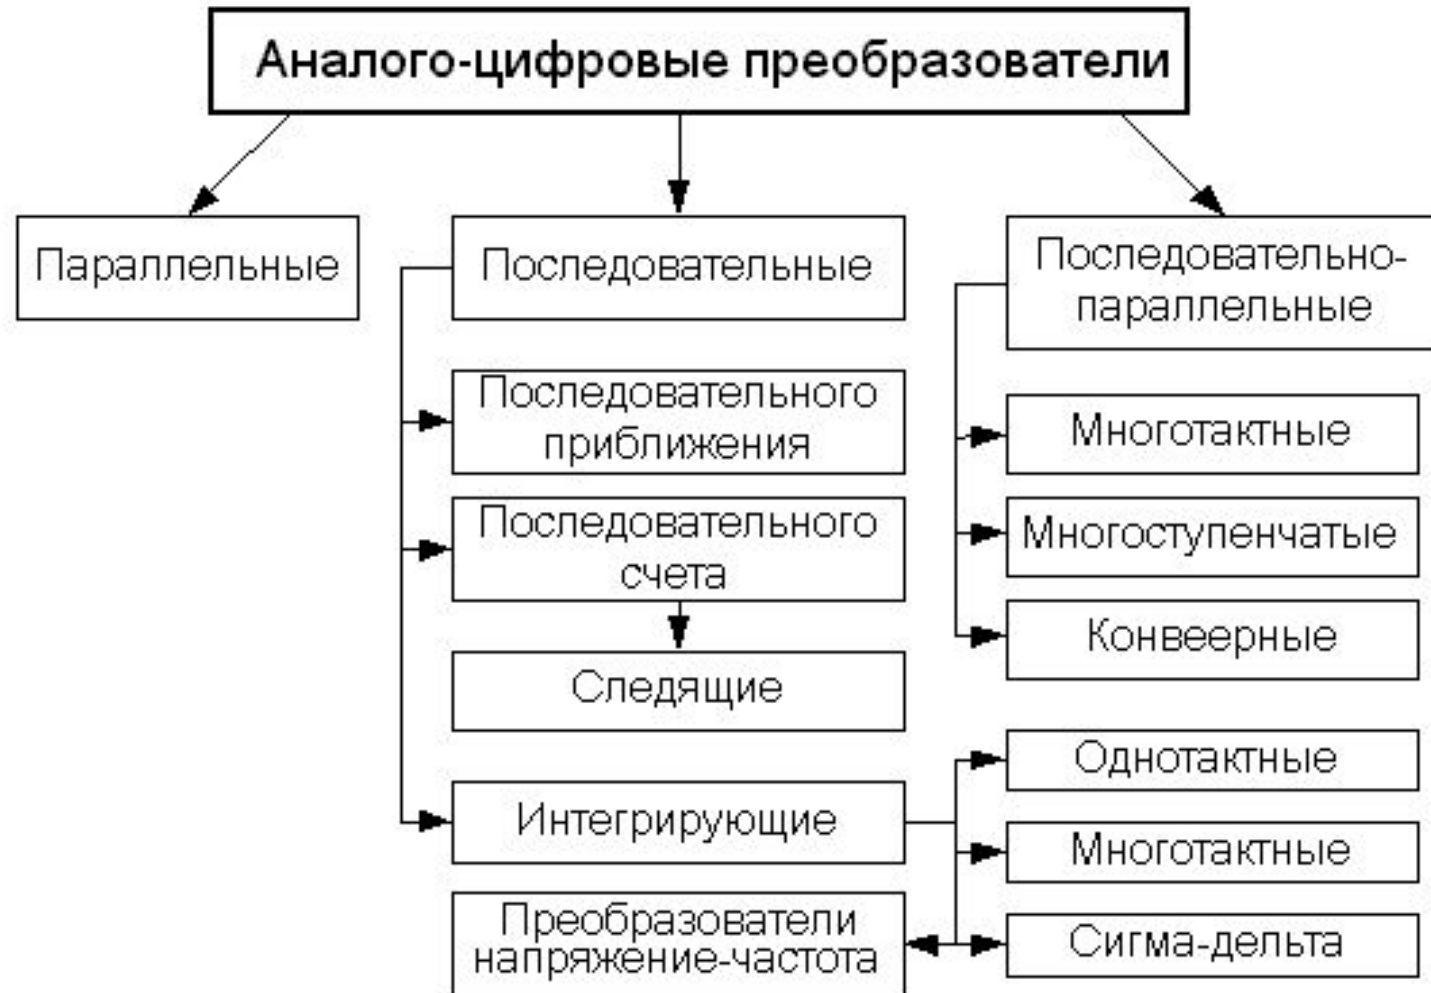 Аналого-цифровые преобразователи
Параллельные
Последовательные
Последовательно-
параллельные
Последовательного
приближения
Последовательного
счета
Следящие
Интегрирующие
Преобразователи
напряжение-частота
Многотактные
Многоступенчатые
Конвеерные
Однотактные
Многотактные
Сигма-дельта